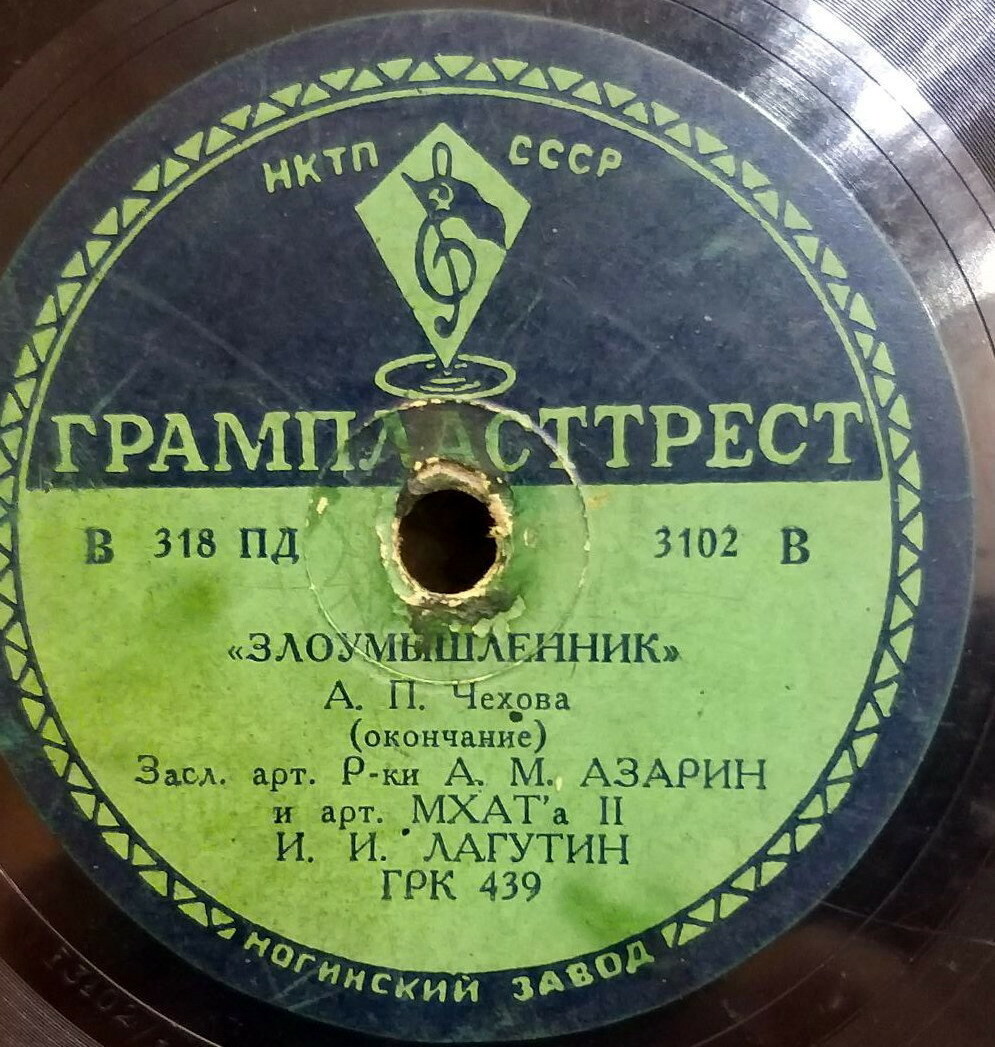 НКТП СССР
ГРАМПЛАСТТРЕСТ
В 318 ПД 3102 В
«ЗЛОУМЫШЛЕННИК»
А. П. Чехова
(окончание)
Засл. арт. Р-ки А. М. АЗАРИН
и арт. МХАТ'а II
И. И. ЛАГУТИН
ГРК 439
НОГИНСКИЙ ЗАВОД